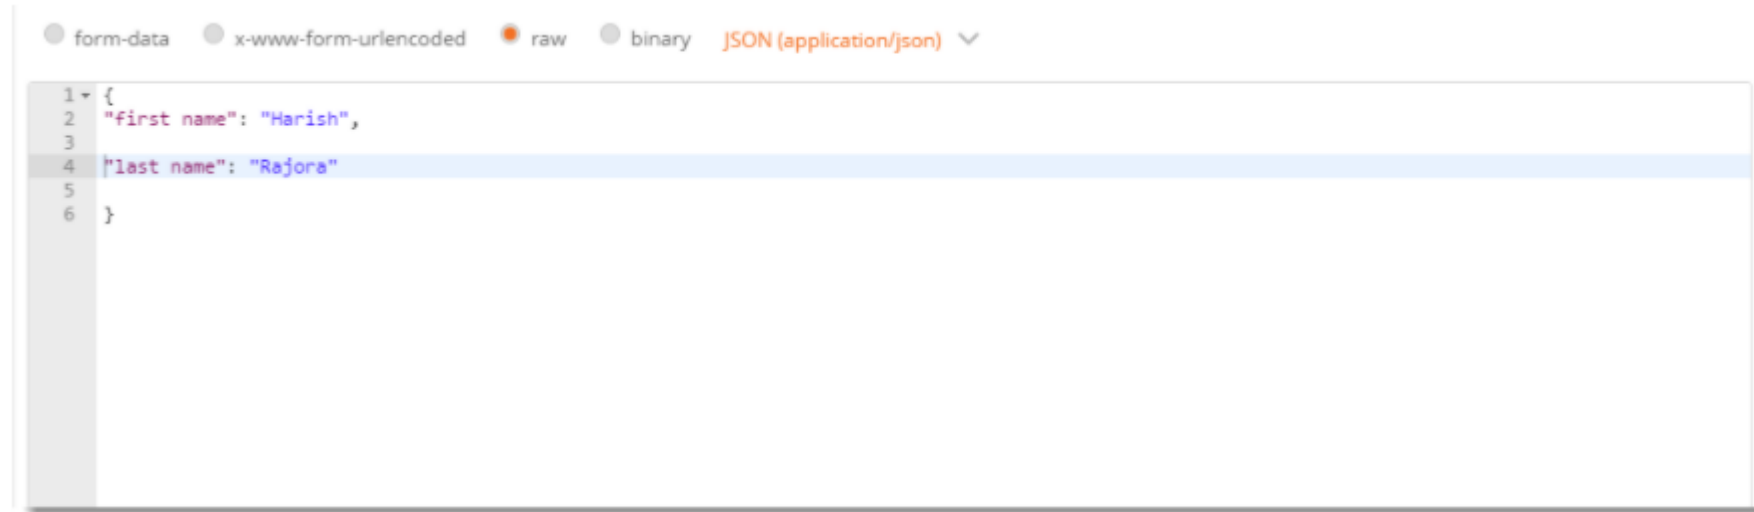 form-data x-www-form-urlencoded raw binary JSON (application/json)
1 {
2 "first name": "Harish",
3
4 "last name": "Rajora"
5
6 }